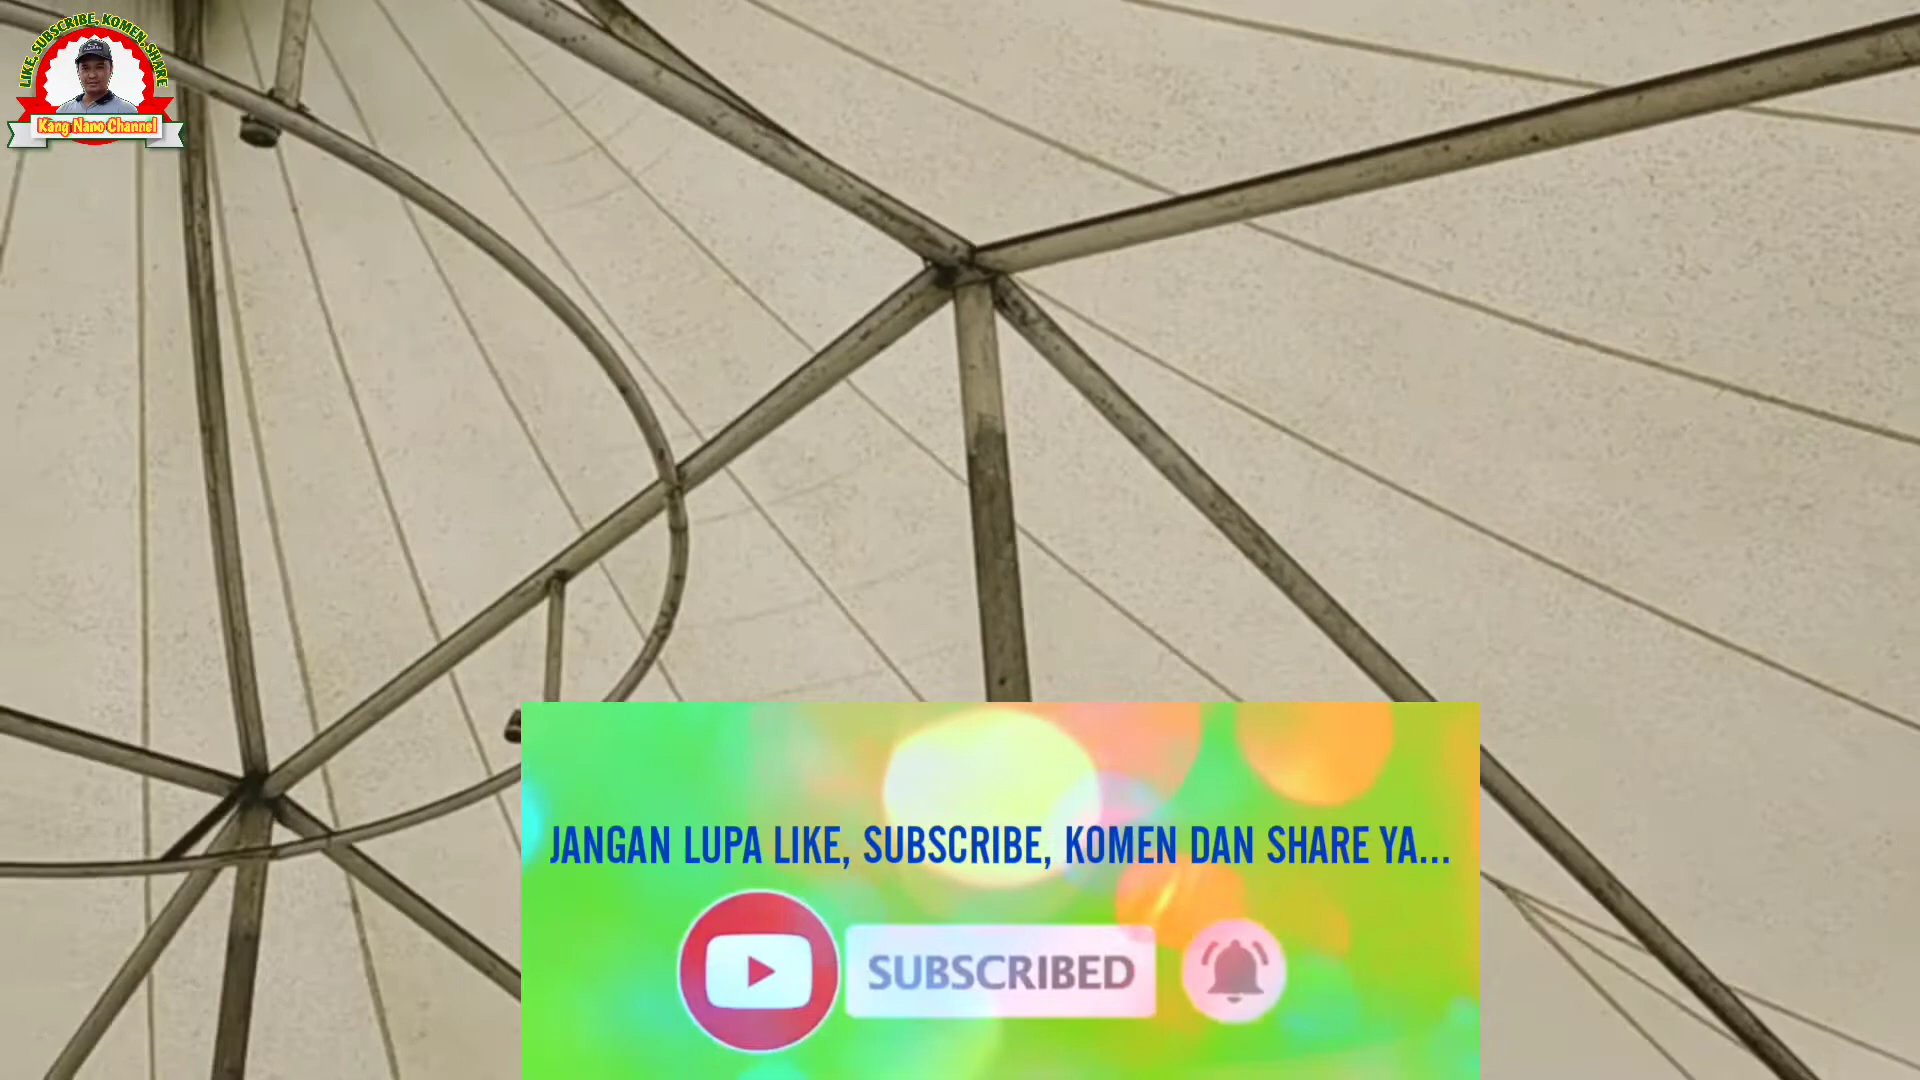 LIKE, SUBSCRIBE, KOMEN, SHARE
Kang Nano Channel
JANGAN LUPA LIKE, SUBSCRIBE, KOMEN DAN SHARE YA...
SUBSCRIBED